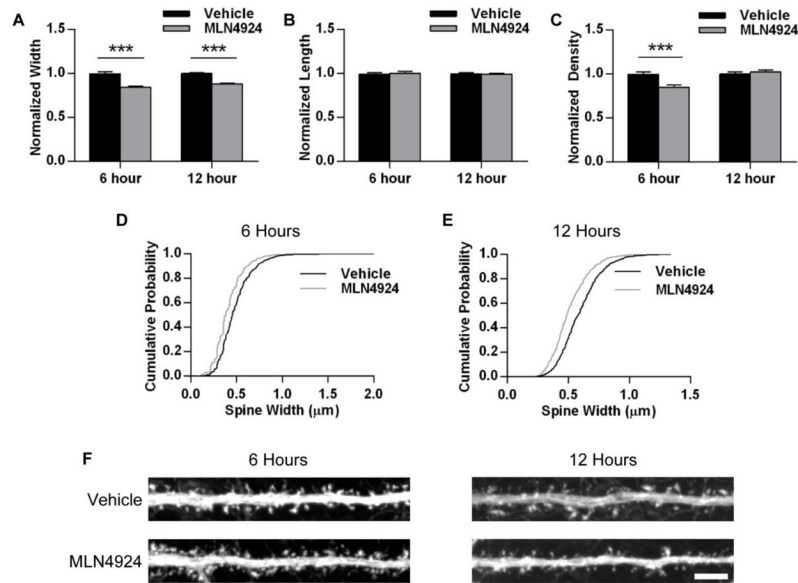 A
Vehicle
MLN4924
Normalized Width
1.5
1.0
0.5
0.0
***
***
6 hour
12 hour
B
Vehicle
MLN4924
Normalized Length
1.5
1.0
0.5
0.0
6 hour
12 hour
C
Vehicle
MLN4924
Normalized Density
1.5
1.0
0.5
0.0
***
6 hour
12 hour
D
6 Hours
Cumulative Probability
1.0
0.8
0.6
0.4
0.2
0.0
Vehicle
MLN4924
0.0 0.5 1.0 1.5 2.0
Spine Width (μm)
E
12 Hours
Cumulative Probability
1.0
0.8
0.6
0.4
0.2
0.0
Vehicle
MLN4924
0.0 0.5 1.0 1.5
Spine Width (μm)
F
6 Hours
12 Hours
Vehicle
MLN4924